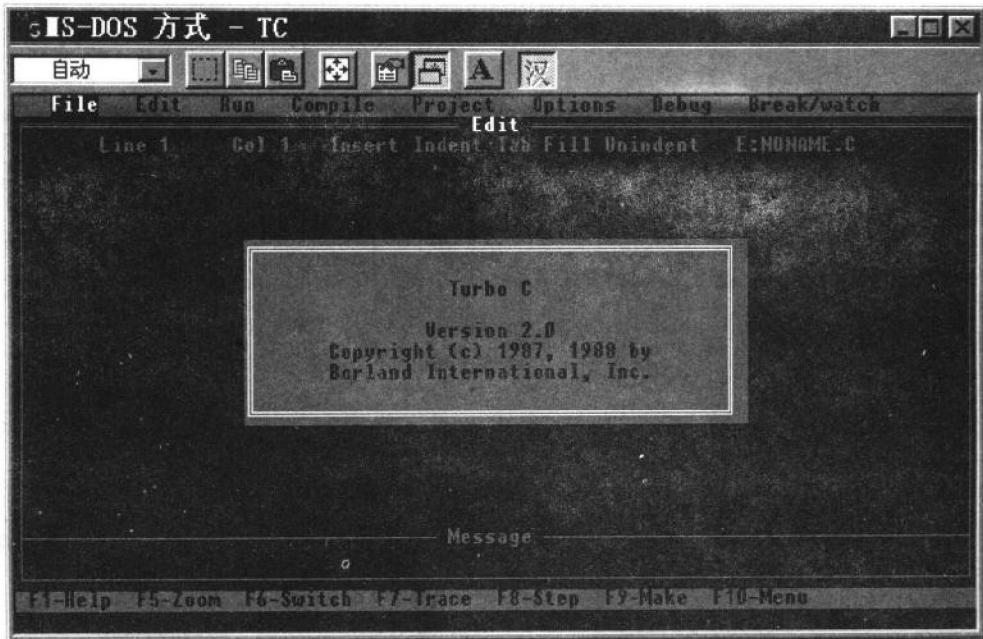 MS-DOS 方式 - TC
自动 A 汉
File Edit Run Compile Project Options Debug Break/watch
Edit
Line 1 Col 1 Insert Indent Tab Fill Unindent E:NONAME.C
Turbo C
Version 2.0
Copyright (c) 1987, 1988 by
Borland International, Inc.
Message
F1-Help F5-Zoom F6-Switch F7-Trace F8-Step F9-Make F10-Menu